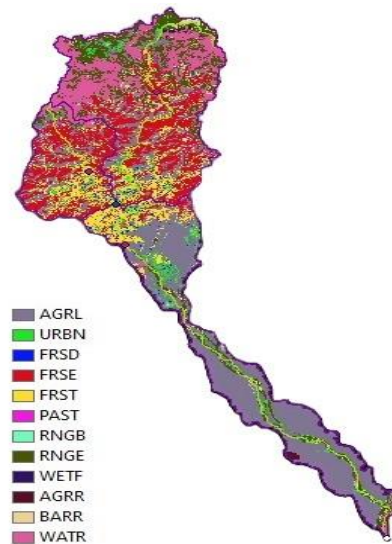 AGRL
URBN
FRSD
FRSE
FRST
PAST
RNGB
RNGE
WETF
AGRR
BARR
WATR